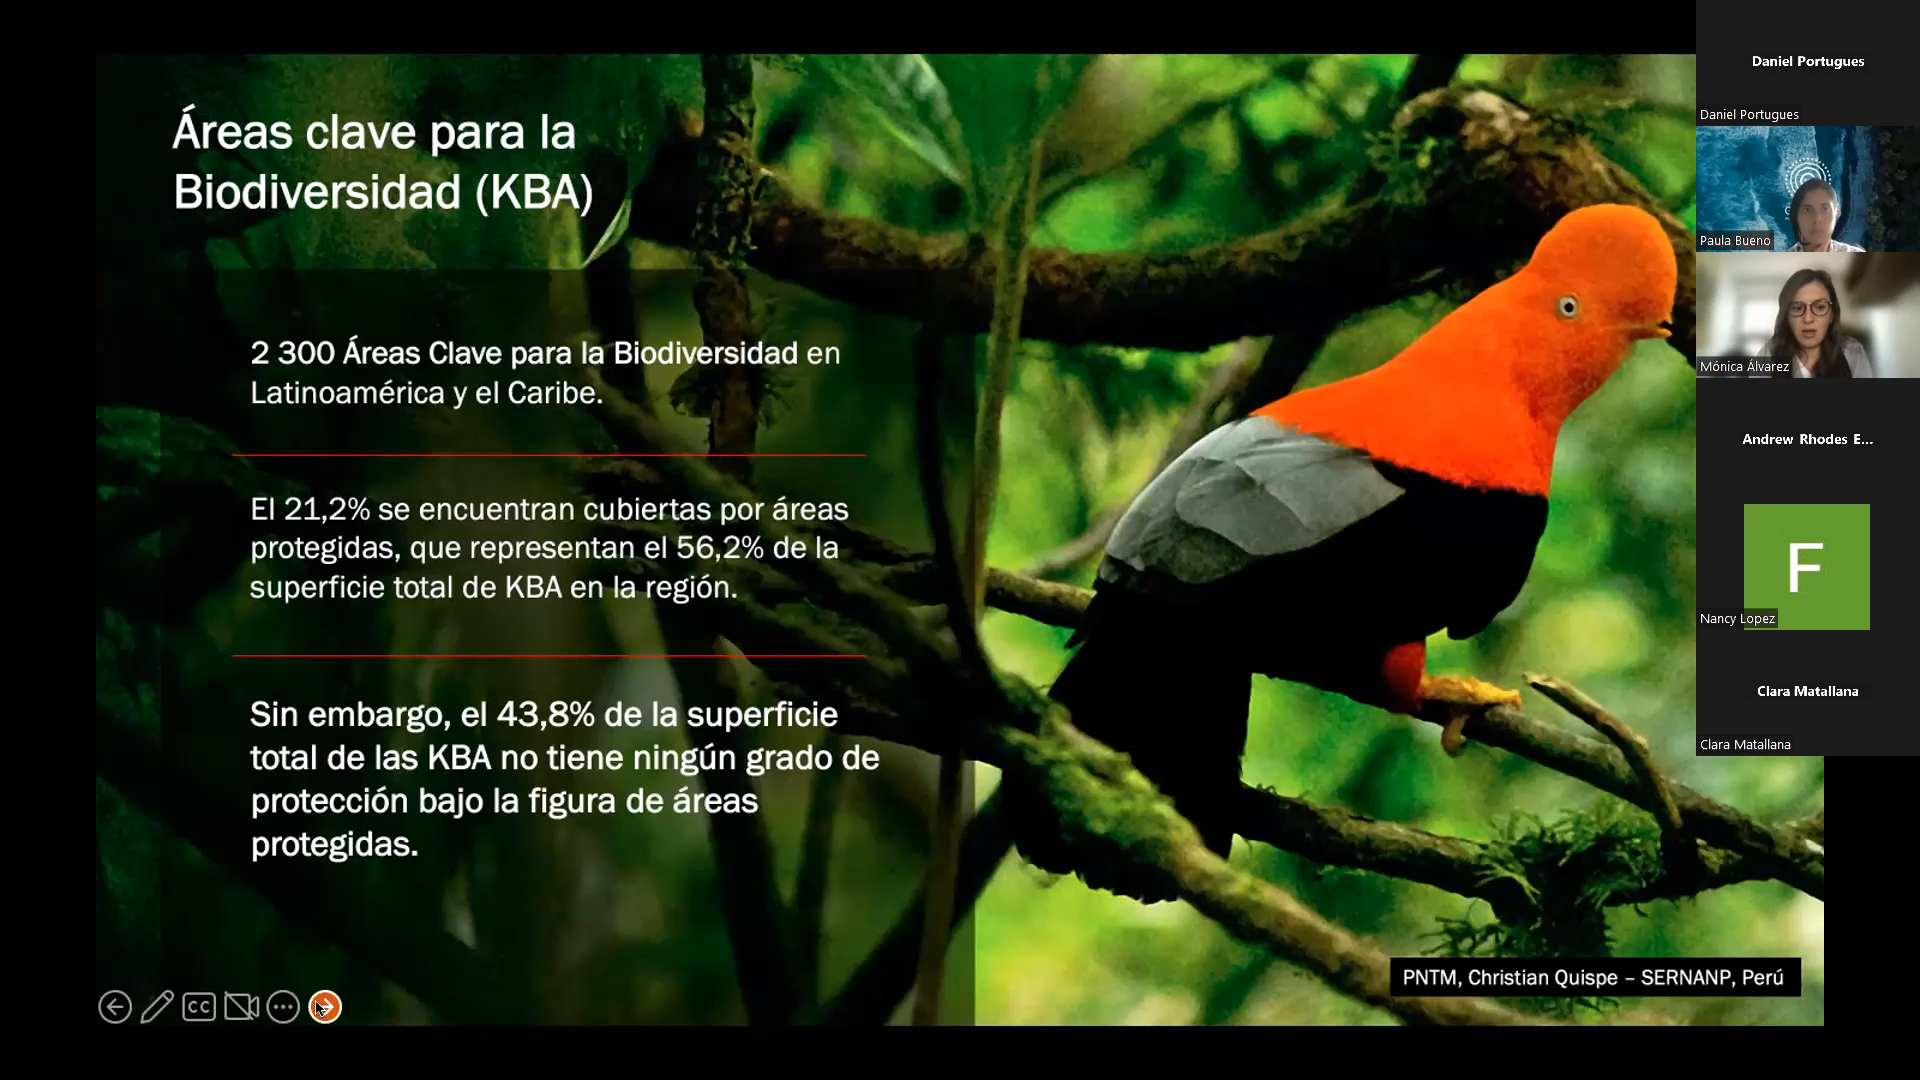 Áreas clave para la
Biodiversidad (KBA)
2 300 Áreas Clave para la Biodiversidad en
Latinoamérica y el Caribe.
El 21,2% se encuentran cubiertas por áreas
protegidas, que representan el 56,2% de la
superficie total de KBA en la región.
Sin embargo, el 43,8% de la superficie
total de las KBA no tiene ningún grado de
protección bajo la figura de áreas
protegidas.
PNTM, Christian Quispe – SERNANP, Perú
CC
Daniel Portugues
Daniel Portugues
Paula Bueno
Mónica Álvarez
Andrew Rhodes E...
F
Nancy Lopez
Clara Matallana
Clara Matallana